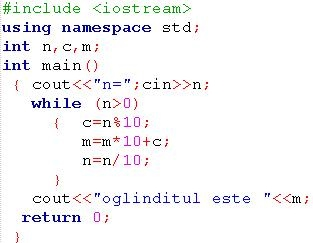 #include <iostream>
using namespace std;
int n,c,m;
int main()
{ cout<<"n=";cin>>n;
while (n>0)
{ c=n%10;
m=m*10+c;
n=n/10;
}
cout<<"oglinditul este "<<m;
return 0;
}